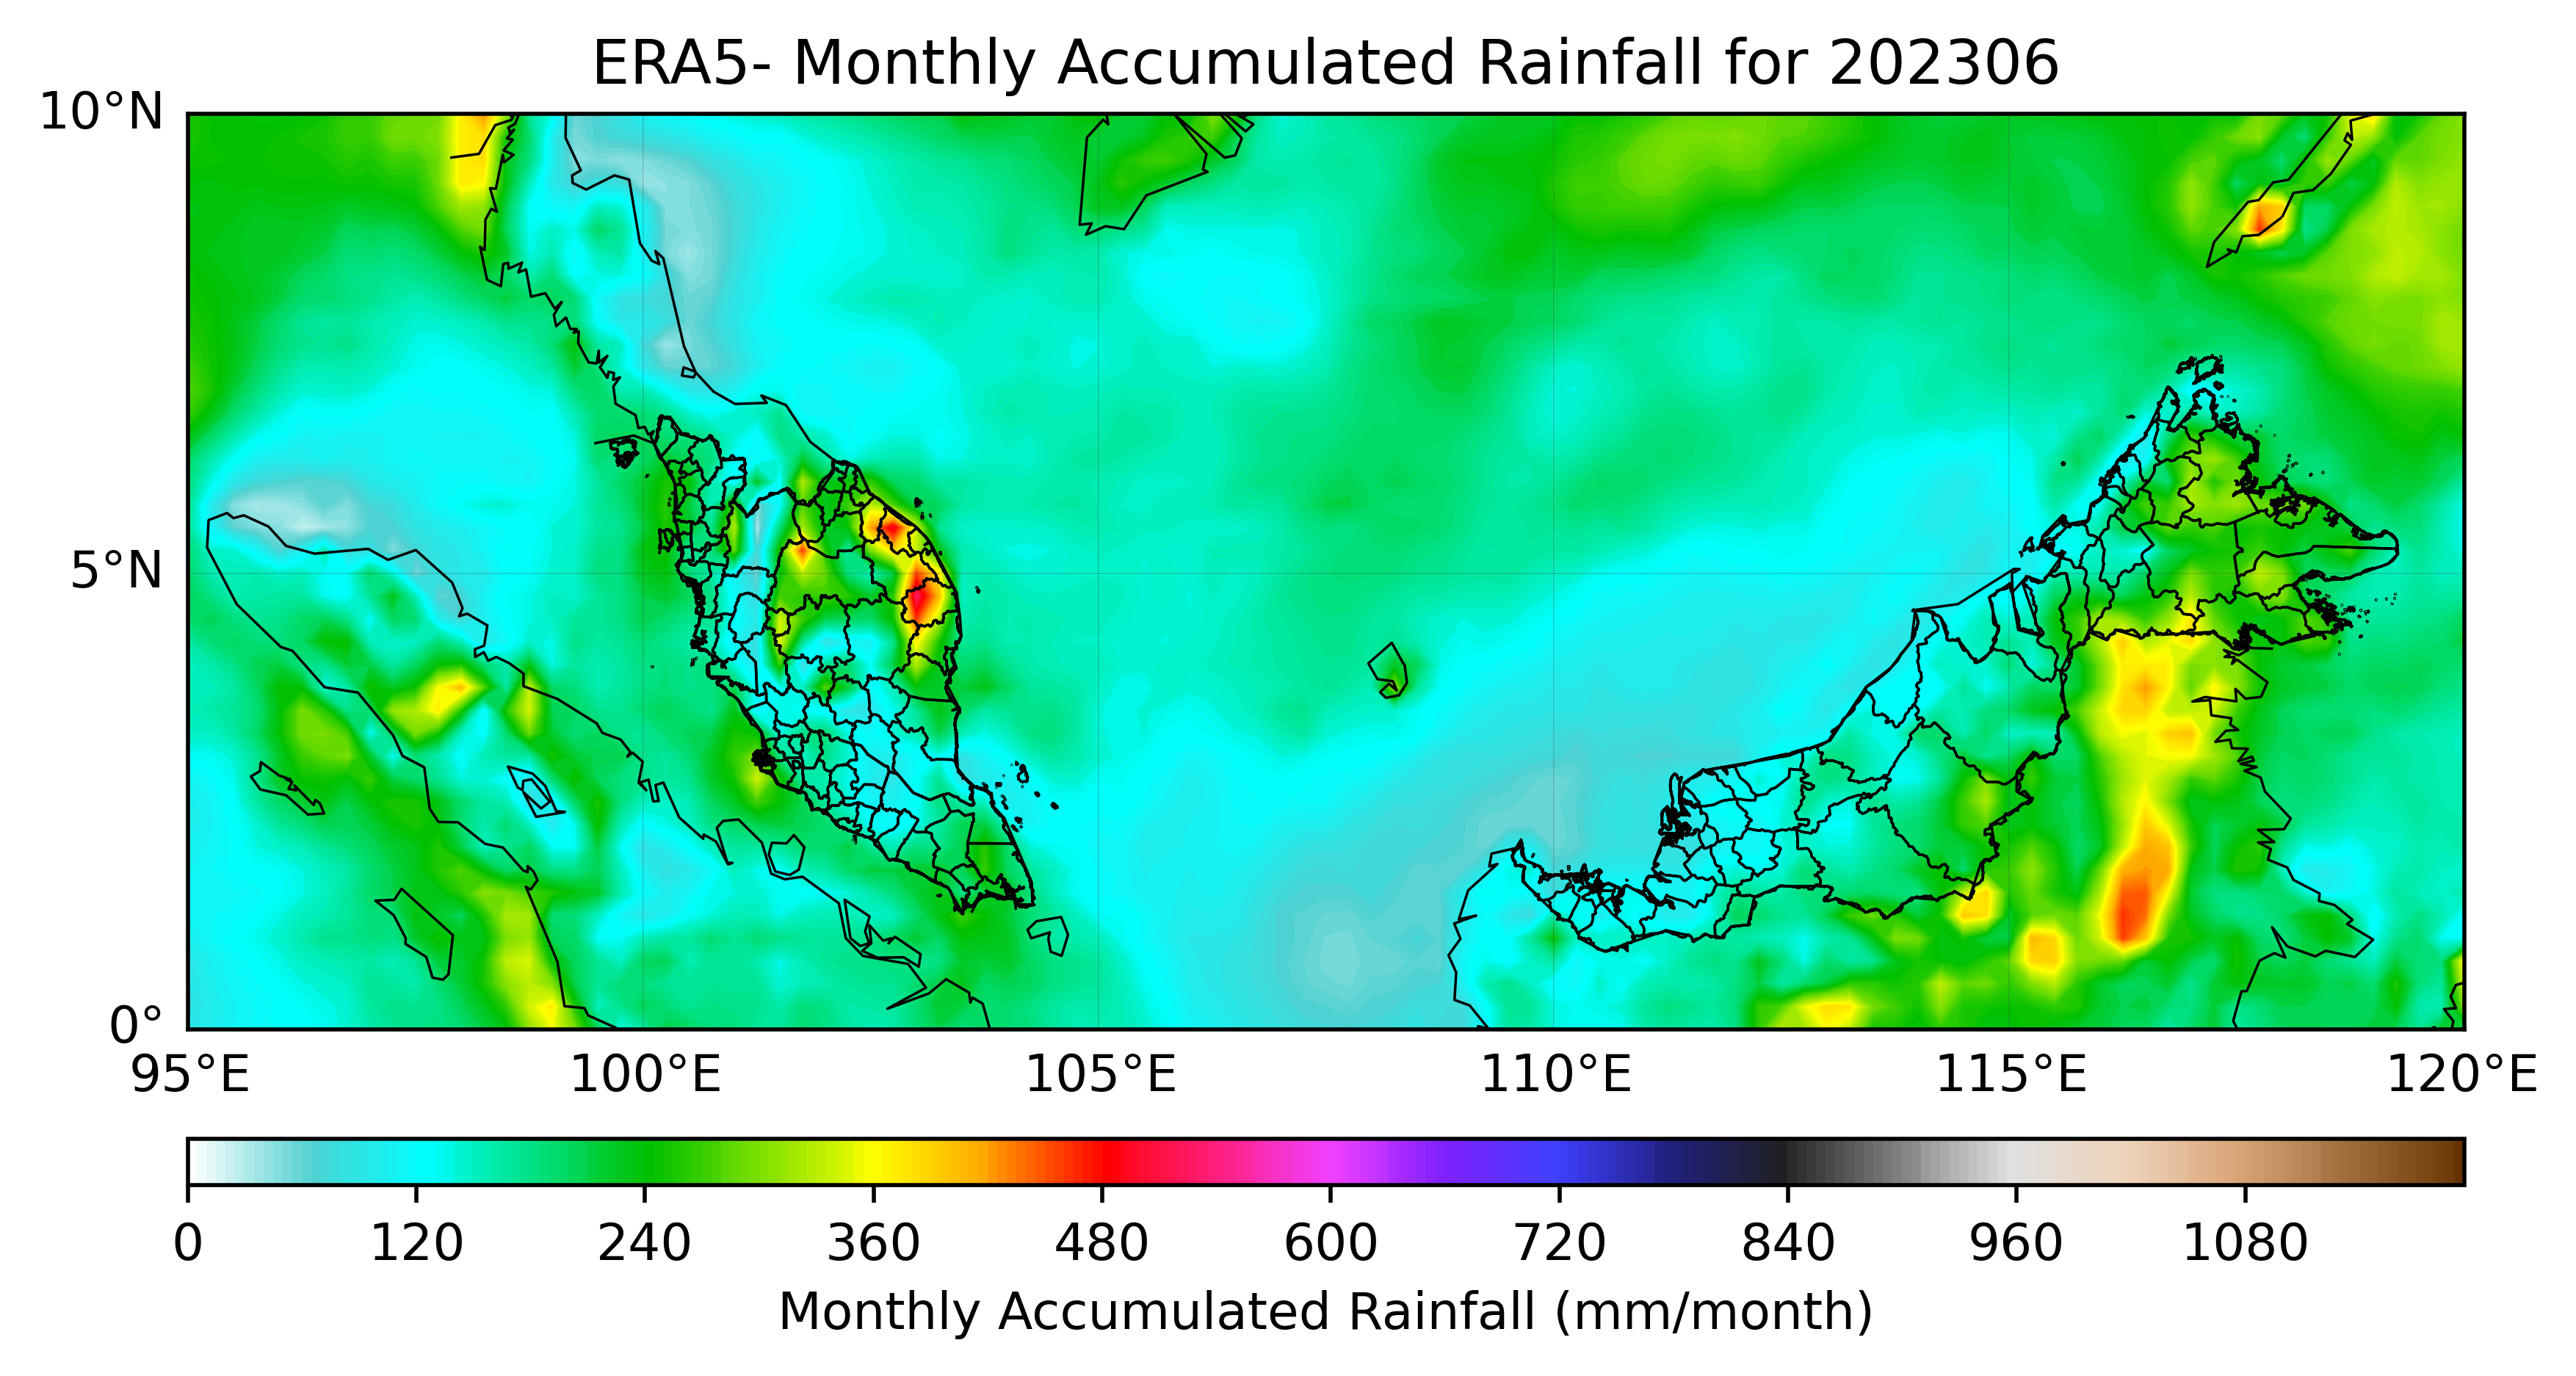 ERA5- Monthly Accumulated Rainfall for 202306
10°N
5°N
0°
95°E 100°E 105°E 110°E 115°E 120°E
0 120 240 360 480 600 720 840 960 1080
Monthly Accumulated Rainfall (mm/month)